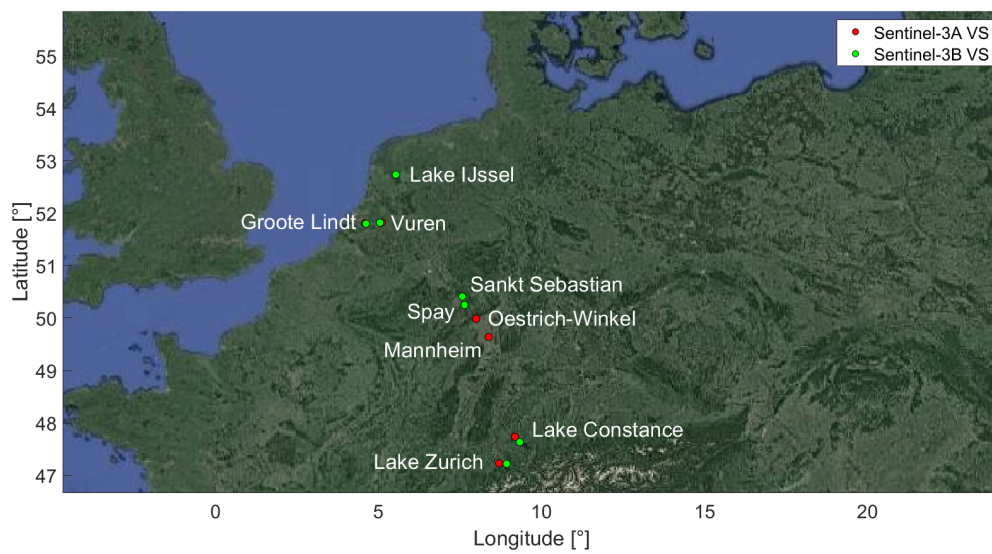 Sentinel-3A VS
Sentinel-3B VS
55
54
53
52
51
50
49
48
47
Latitude [°]
Lake IJssel
Groote Lindt
Vuren
Sankt Sebastian
Spay
Oestrich-Winkel
Mannheim
Lake Constance
Lake Zurich
0 5 10 15 20
Longitude [°]